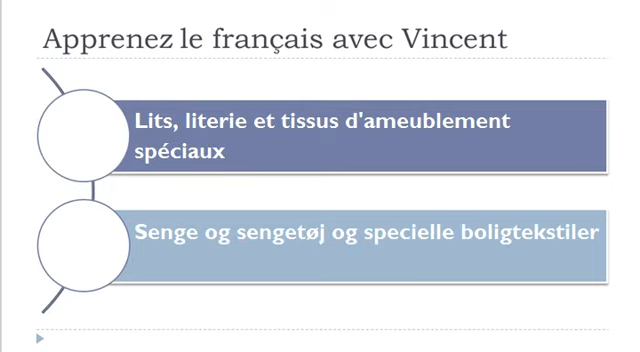 Apprenez le français avec Vincent
Lits, literie et tissus d'ameublement
spéciaux
Senge og sengetøj og specielle boligtekstiler